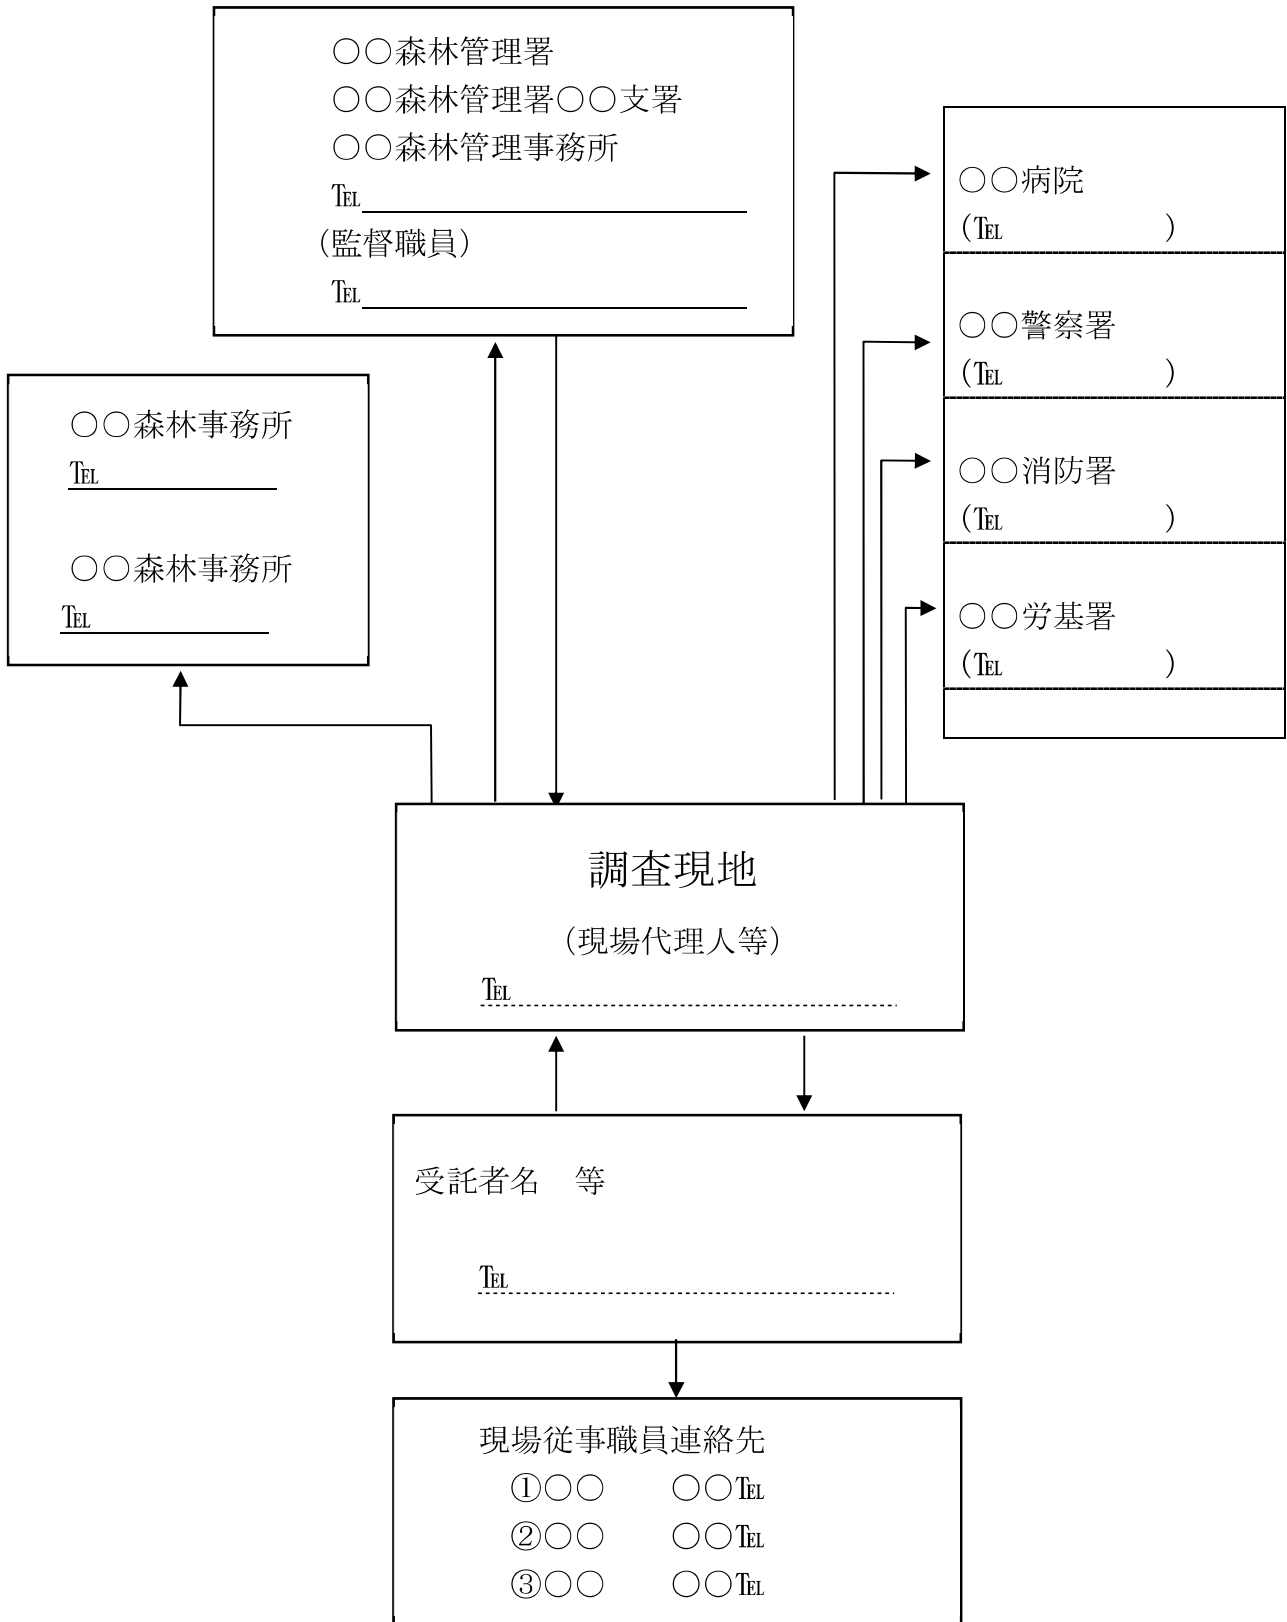 ○○森林管理署
○○森林管理署○○支署
○○森林管理事務所
℡
（監督職員）
℡
○○病院
（℡　　　　　）
○○警察署
（℡　　　　　）
○○消防署
（℡　　　　　）
○○労基署
（℡　　　　　）
○○森林事務所
℡
○○森林事務所
℡
調査現地
（現場代理人等）
℡
受託者名　等
℡
現場従事職員連絡先
①○○　　○○℡
②○○　　○○℡
③○○　　○○℡